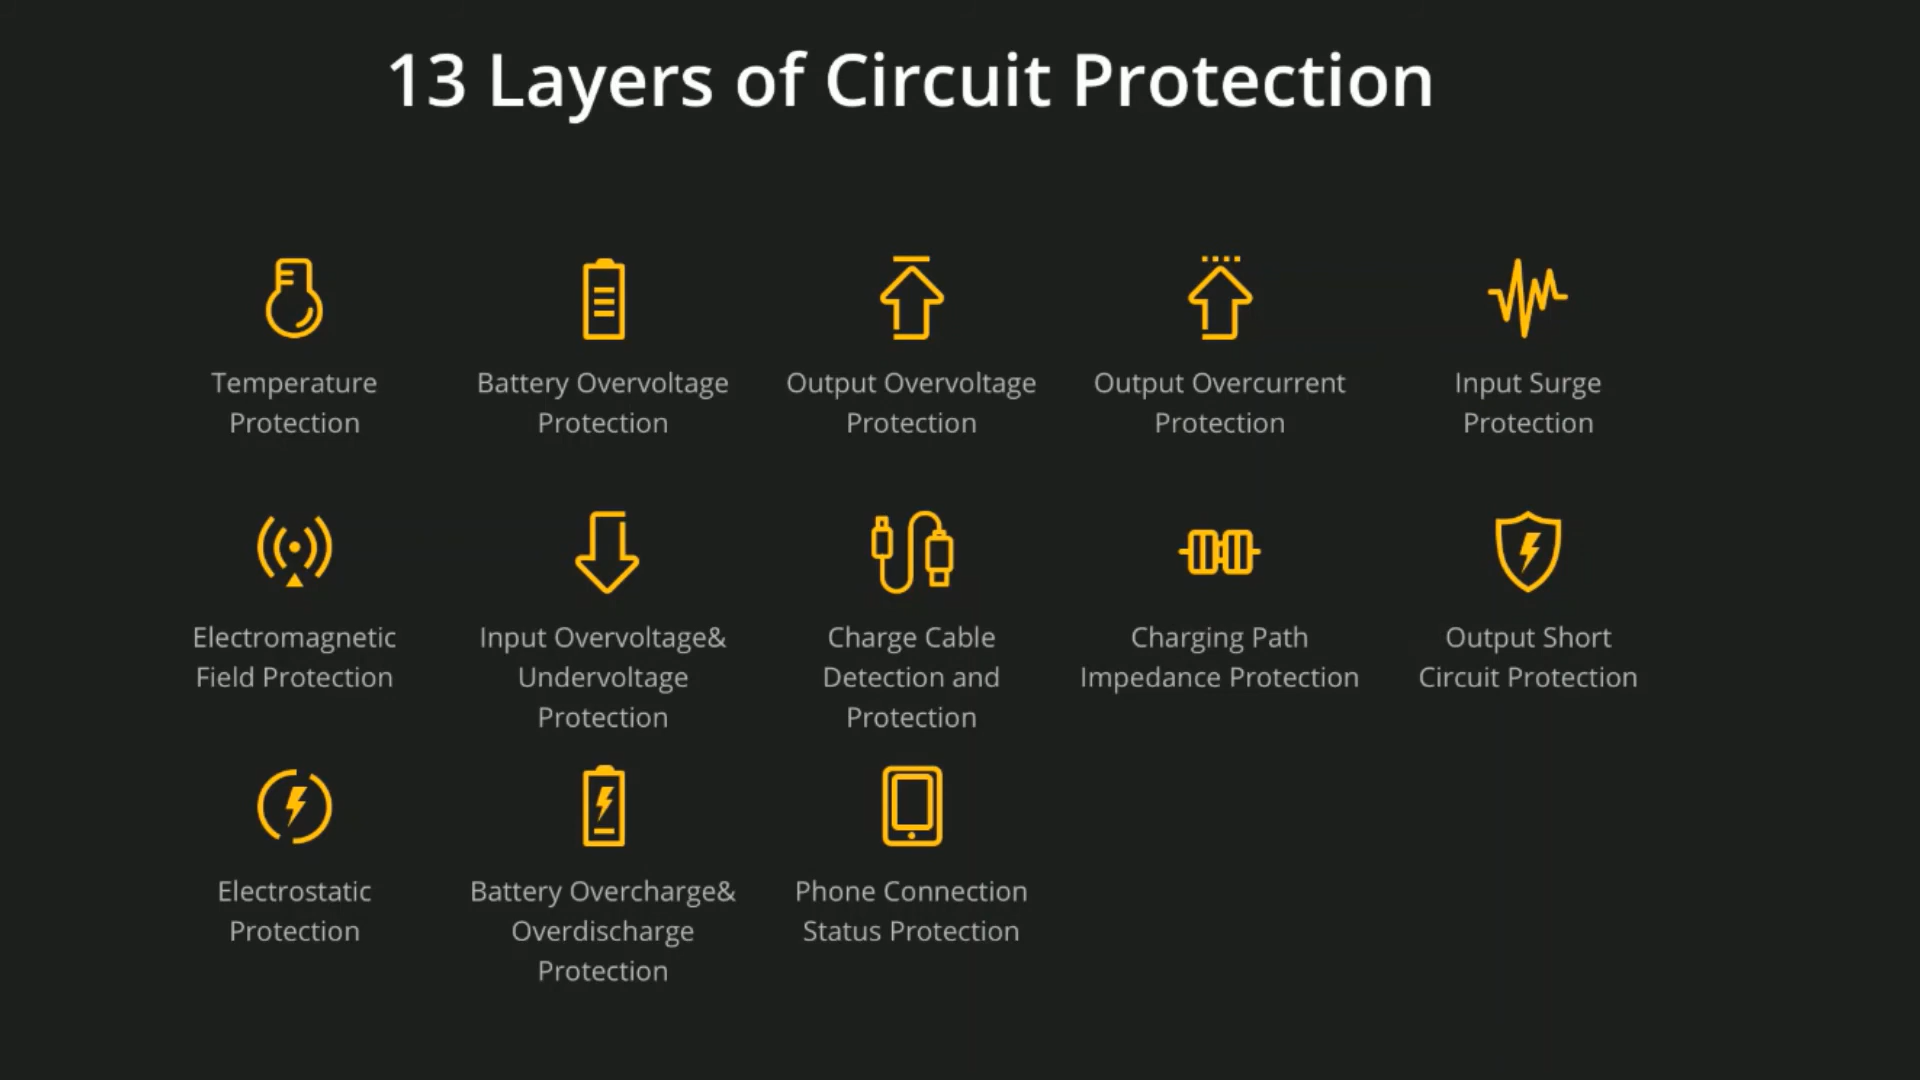 13 Layers of Circuit Protection
Temperature
Protection
Battery Overvoltage
Protection
Output Overvoltage
Protection
Output Overcurrent
Protection
Input Surge
Protection
Electromagnetic
Field Protection
Input Overvoltage&
Undervoltage
Protection
Charge Cable
Detection and
Protection
Charging Path
Impedance Protection
Output Short
Circuit Protection
Electrostatic
Protection
Battery Overcharge&
Overdischarge
Protection
Phone Connection
Status Protection